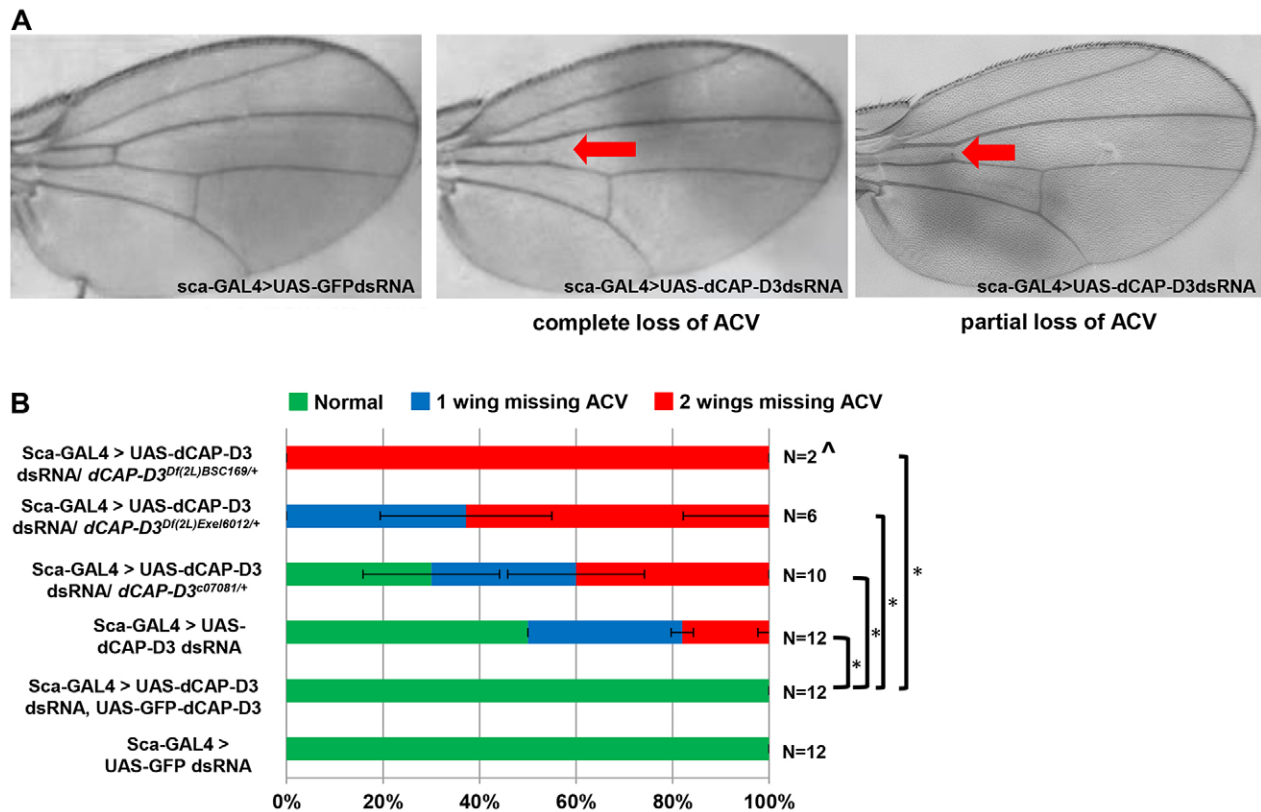 A
sca-GAL4>UAS-GFPdsRNA
sca-GAL4>UAS-dCAP-D3dsRNA
sca-GAL4>UAS-dCAP-D3dsRNA
complete loss of ACV
partial loss of ACV
B
Normal
1 wing missing ACV
2 wings missing ACV
Sca-GAL4 > UAS-dCAP-D3
dsRNA/ dCAP-D3Df(2L)BSC169/+
N=2 ^
Sca-GAL4 > UAS-dCAP-D3
dsRNA/ dCAP-D3Df(2L)Exel6012/+
N=6
Sca-GAL4 > UAS-dCAP-D3
dsRNA/ dCAP-D3c07081/+
N=10
Sca-GAL4 > UAS-
dCAP-D3 dsRNA
N=12
Sca-GAL4 > UAS-dCAP-D3
dsRNA, UAS-GFP-dCAP-D3
N=12
Sca-GAL4 >
UAS-GFP dsRNA
N=12
* * * *
0% 20% 40% 60% 80% 100%